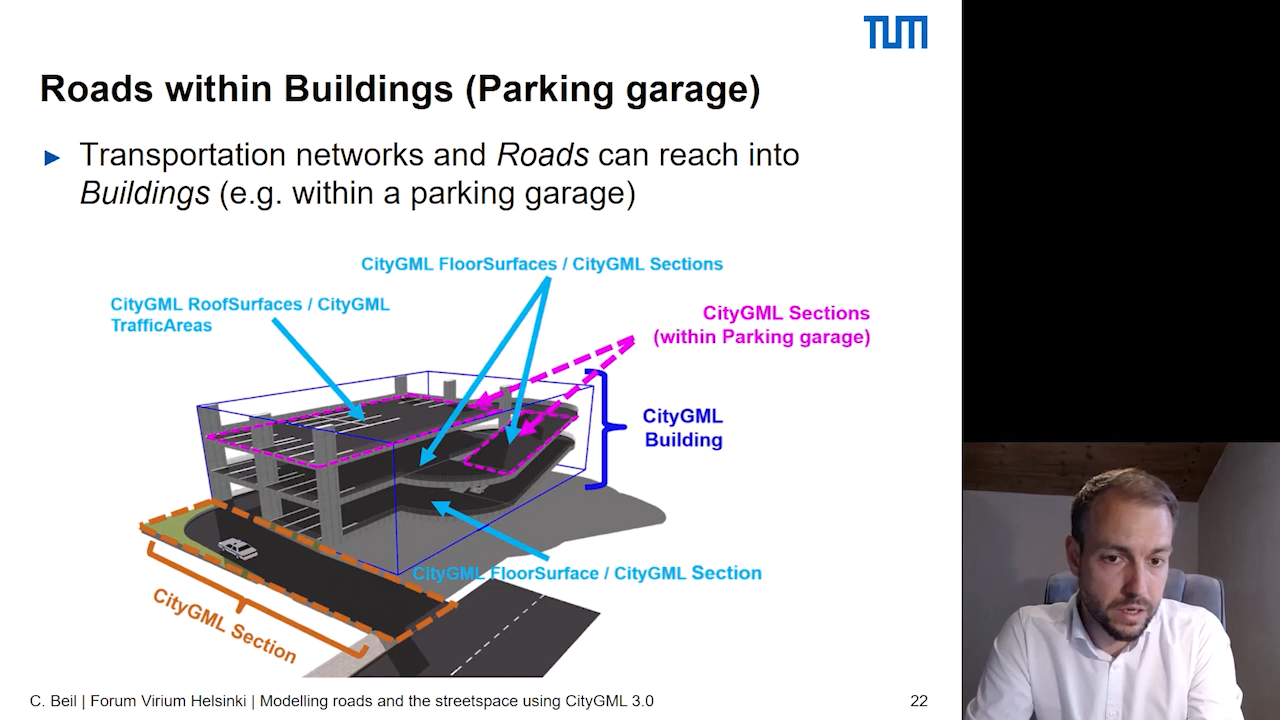 TUM
Roads within Buildings (Parking garage)
► Transportation networks and Roads can reach into
Buildings (e.g. within a parking garage)
CityGML FloorSurfaces / CityGML Sections
CityGML RoofSurfaces / CityGML
TrafficAreas
CityGML Sections
(within Parking garage)
CityGML
Building
CityGML FloorSurface / CityGML Section
CityGML Section
C. Beil | Forum Virium Helsinki | Modelling roads and the streetspace using CityGML 3.0
22